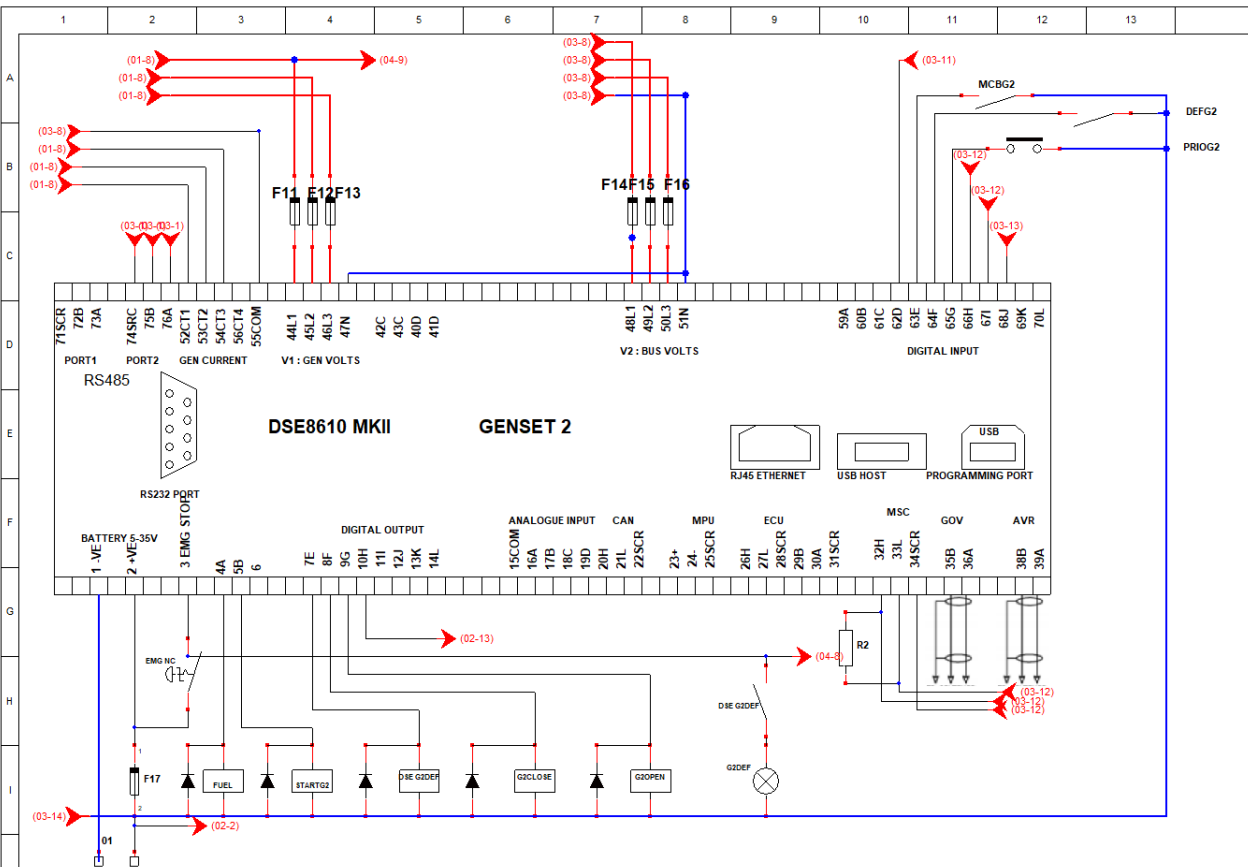 1 2 3 4 5 6 7 8 9 10 11 12 13
A
(01-8) (04-9) (03-8) (03-11)
(03-8)
(01-8) (03-8) MCBG2
(01-8) (03-8)
DEFG2
B
(03-8)
(01-8) PRIOG2
(01-8) (03-12)
(01-8) F11 F12 F13 F14 F15 F16 (03-12)
C
(03-1) (03-1) (03-13)
D
71SCR 72B 73A 74SRC 75B 76A 52CT1 53CT2 54CT3 56CT4 55COM 44L1 45L2 46L3 47N 42C 43C 40D 41D 48L1 49L2 50L3 51N 59A 60B 61C 62D 63E 64F 65G 66H 67I 68J 69K 70L
PORT1 PORT2 GEN CURRENT V1 : GEN VOLTS V2 : BUS VOLTS DIGITAL INPUT
RS485
E
DSE8610 MKII GENSET 2
USB
RJ45 ETHERNET USB HOST PROGRAMMING PORT
RS232 PORT
F
DIGITAL OUTPUT ANALOGUE INPUT CAN MPU ECU MSC GOV AVR
BATTERY 5-35V
1 -VE 2 +VE 3 EMG STOP 4A 5B 6 7E 8F 9G 10H 11I 12J 13K 14L 15COM 16A 17B 18C 19D 20H 21L 22SCR 23+ 24- 25SCR 26H 27L 28SCR 29B 30A 31SCR 32H 33L 34SCR 35B 36A 38B 39A
G
(02-13)
R2
EMG NC (04-8)
H
(03-12)
(03-12)
(03-12)
DSE G2DEF
I
1
F17 FUEL STARTG2 DSE G2DEF G2CLOSE G2OPEN G2DEF
2
(03-14)
(02-2)
01